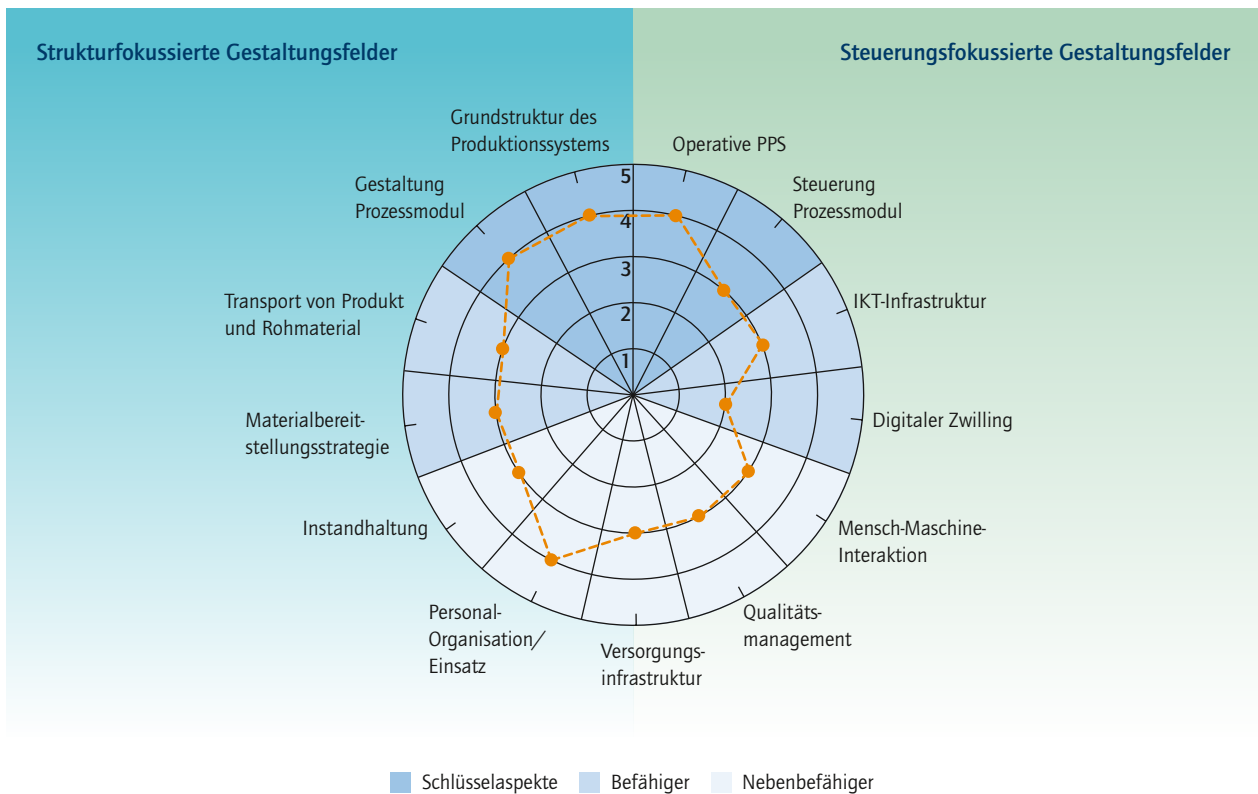 Strukturfokussierte Gestaltungsfelder
Steuerungsfokussierte Gestaltungsfelder
Grundstruktur des
Produktionssystems
Operative PPS
Gestaltung
Prozessmodul
Steuerung
Prozessmodul
5
4
3
2
1
Transport von Produkt
und Rohmaterial
IKT-Infrastruktur
Materialbereit-
stellungsstrategie
Digitaler Zwilling
Instandhaltung
Mensch-Maschine-
Interaktion
Personal-
Organisation/
Einsatz
Versorgungs-
infrastruktur
Qualitäts-
management
Schlüsselaspekte
Befähiger
Nebenbefähiger